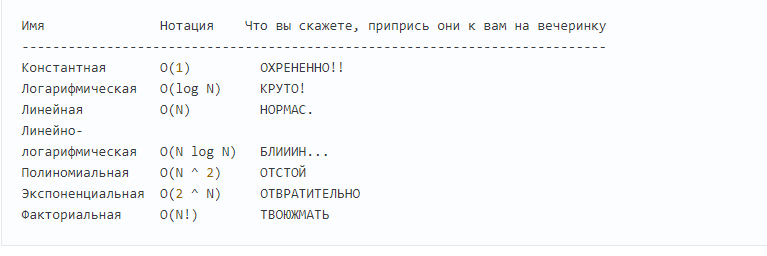 Имя Нотация Что вы скажете, припрись они к вам на вечеринку
-----------------------------------------------------------------------------
Константная O(1) ОХРЕНЕННО!!
Логарифмическая O(log N) КРУТО!
Линейная O(N) НОРМАС.
Линейно-
логарифмическая O(N log N) БЛИИИН...
Полиномиальная O(N ^ 2) ОТСТОЙ
Экспоненциальная O(2 ^ N) ОТВРАТИТЕЛЬНО
Факториальная O(N!) ТВОЮЖМАТЬ